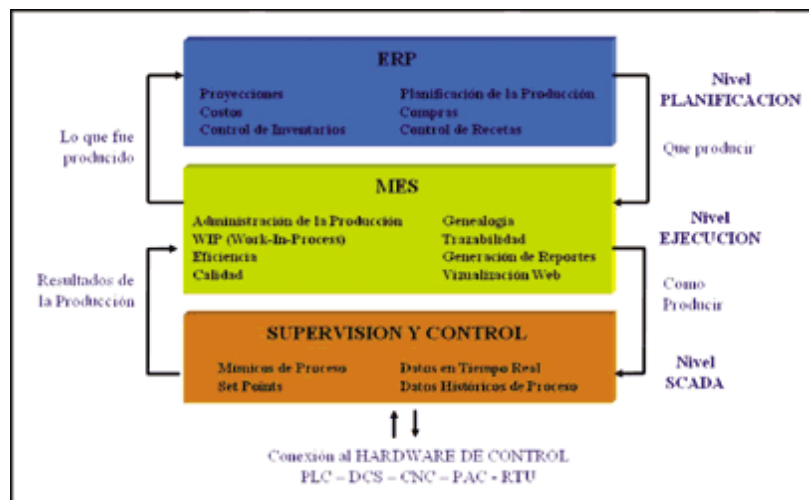 ERP
Proyecciones
Planificación de la Producción
Costos
Compras
Control de Inventarios
Control de Recetas
Nivel
PLANIFICACION
Lo que fue
producido
Que producir
MES
Administración de la Producción
Genealogia
WIP (Work-In-Process)
Trazabilidad
Eficiencia
Generación de Reportes
Calidad
Vizualización Web
Nivel
EJECUCION
Resultados de
la Producción
Como
Producir
SUPERVISION Y CONTROL
Mimicos de Proceso
Datos en Tiempo Real
Set Points
Datos Históricos de Proceso
Nivel
SCADA
Conexión al HARDWARE DE CONTROL
PLC – DCS – CNC – PAC - RTU